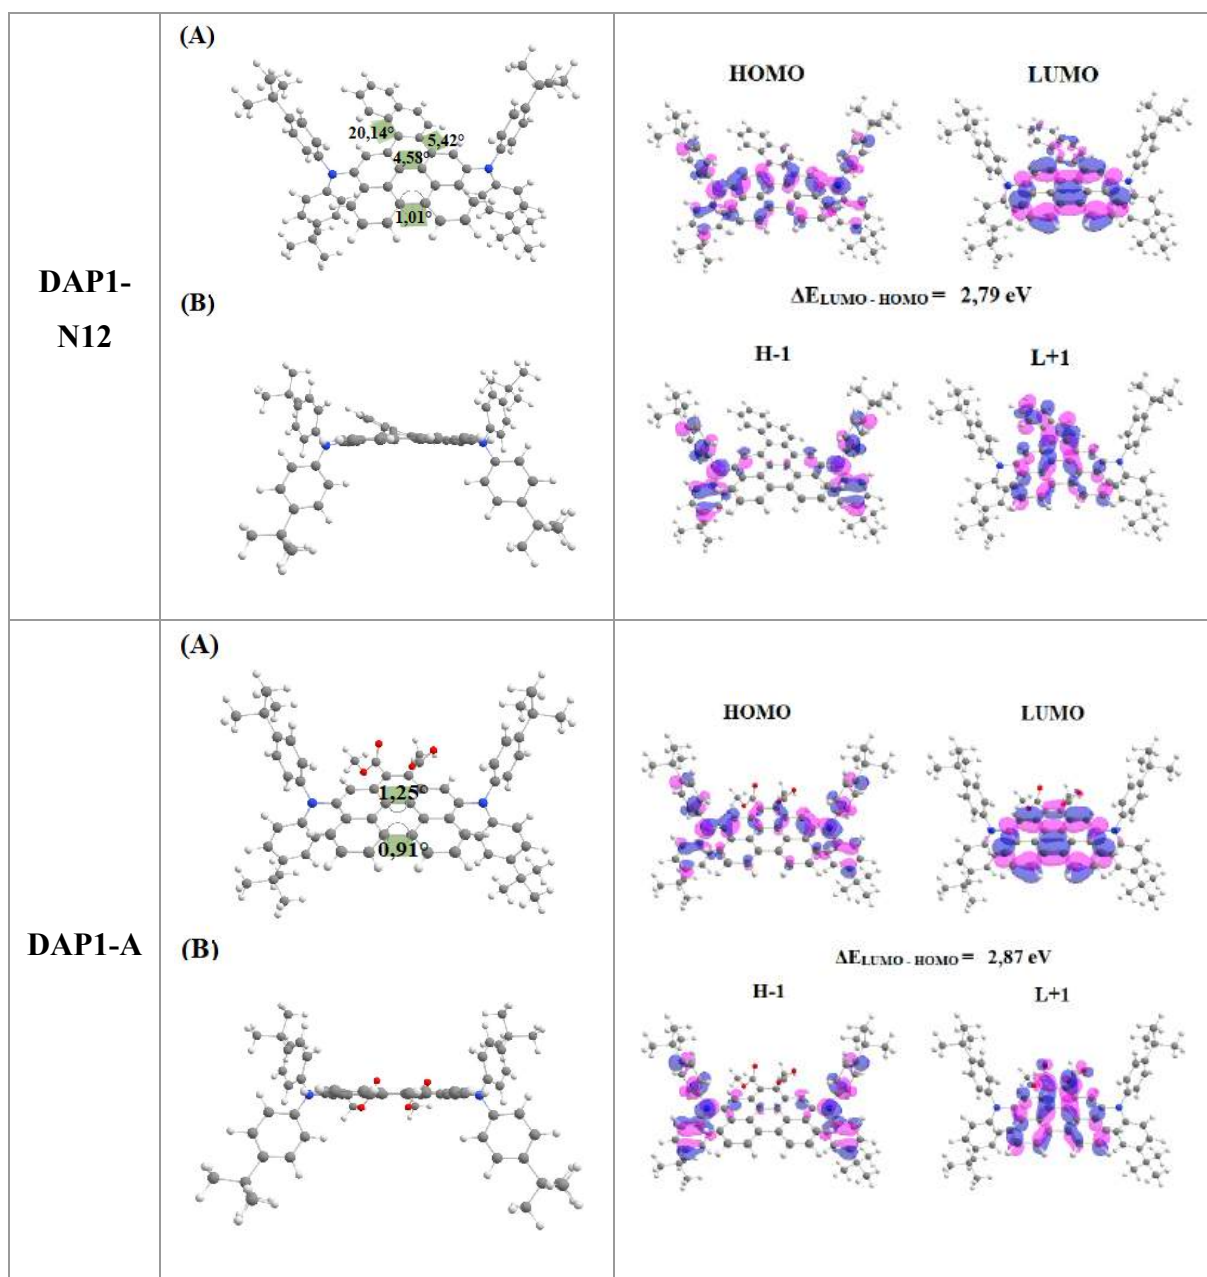 DAP1-
N12
(A)
20,14°
5,42°
4,58°
1,01°
(B)
HOMO
LUMO
ΔELUMO - HOMO = 2,79 eV
H-1
L+1
DAP1-A
(A)
1,25°
0,91°
(B)
HOMO
LUMO
ΔELUMO - HOMO = 2,87 eV
H-1
L+1